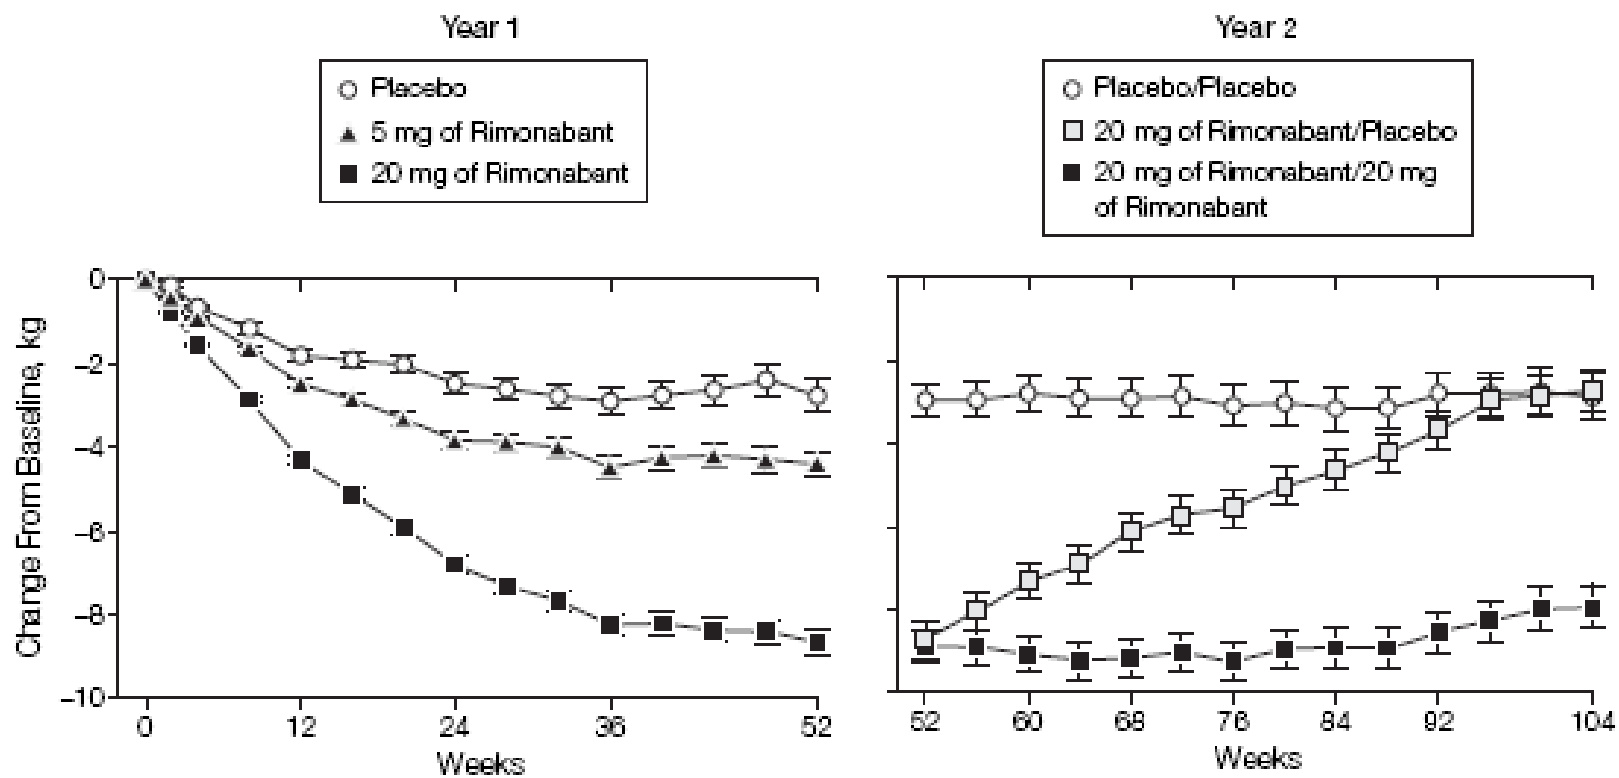 Year 1
Placebo
5 mg of Rimonabant
20 mg of Rimonabant
Year 2
Placebo/Placebo
20 mg of Rimonabant/Placebo
20 mg of Rimonabant/20 mg
of Rimonabant
Change From Baseline, kg
0
–2
–4
–6
–8
–10
0 12 24 36 52
Weeks
52 60 68 76 84 92 104
Weeks